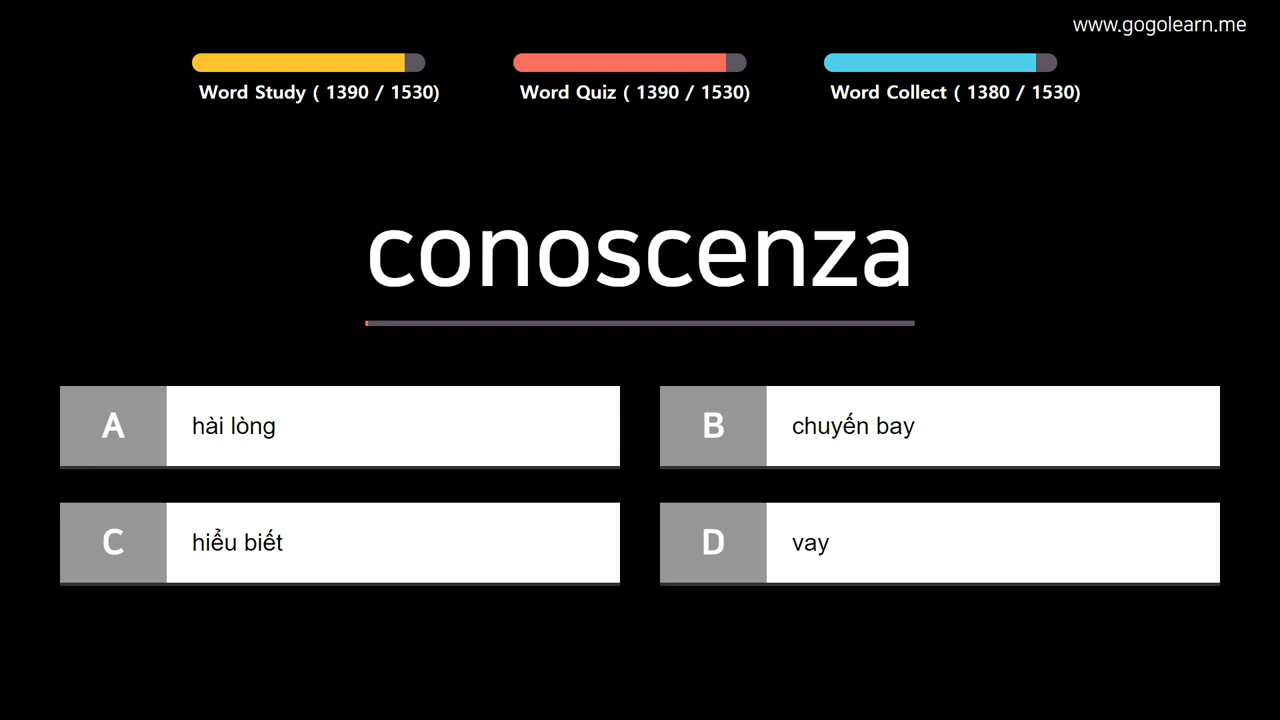 www.gogolearn.me
Word Study ( 1390 / 1530)
Word Quiz ( 1390 / 1530)
Word Collect ( 1380 / 1530)
conoscenza
A hài lòng
B chuyến bay
C hiểu biết
D vay